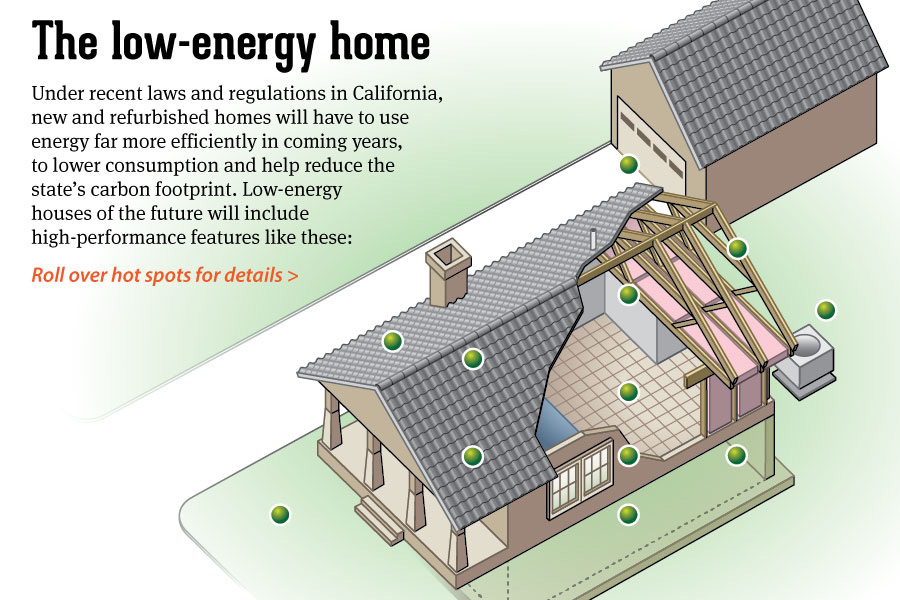 The low-energy home
Under recent laws and regulations in California,
new and refurbished homes will have to use
energy far more efficiently in coming years,
to lower consumption and help reduce the
state’s carbon footprint. Low-energy
houses of the future will include
high-performance features like these:
Roll over hot spots for details >